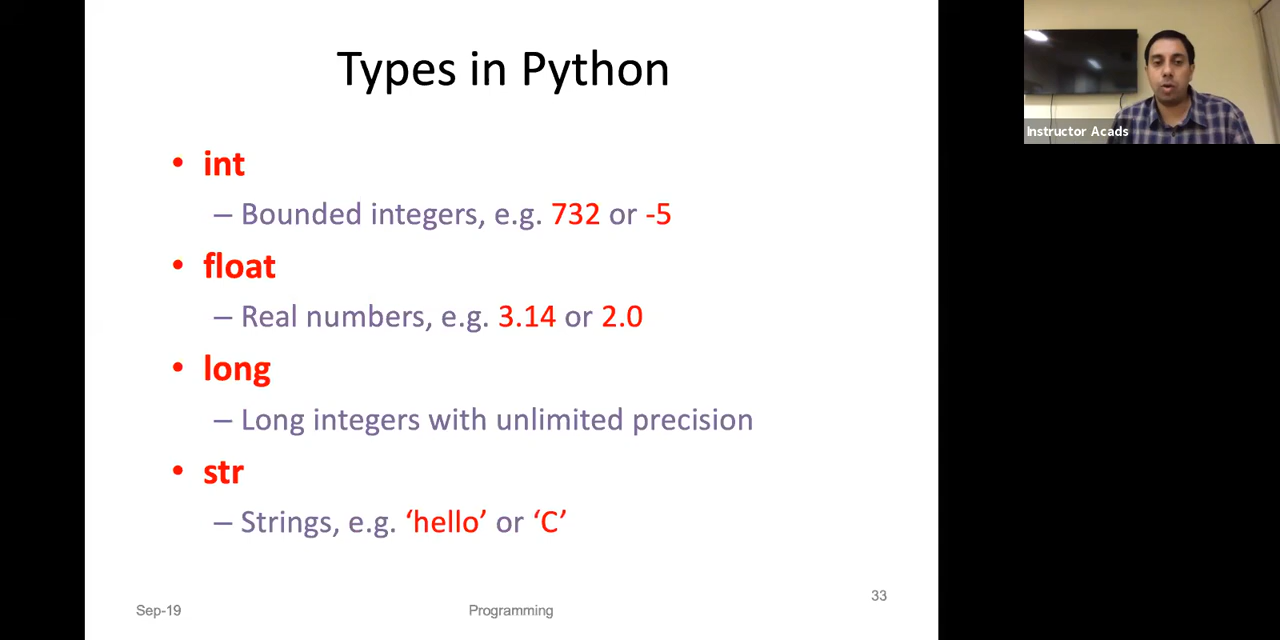 Types in Python
• int
– Bounded integers, e.g. 732 or -5
• float
– Real numbers, e.g. 3.14 or 2.0
• long
– Long integers with unlimited precision
• str
– Strings, e.g. ‘hello’ or ‘C’
Sep-19
Programming
33
Instructor Acads